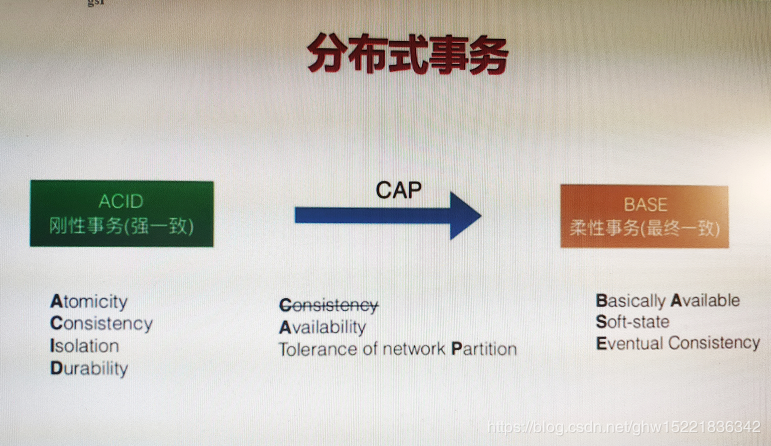 分布式事务
ACID
刚性事务(强一致)
CAP
BASE
柔性事务(最终一致)
Atomicity
Consistency
Isolation
Durability
Consistency
Availability
Tolerance of network Partition
Basically Available
Soft-state
Eventual Consistency
https://blog.csdn.net/ghw15221836342